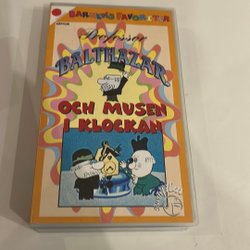 BARNENS FAVORITER
Professor
BALTHAZAR
OCH MUSEN
I KLOCKAN